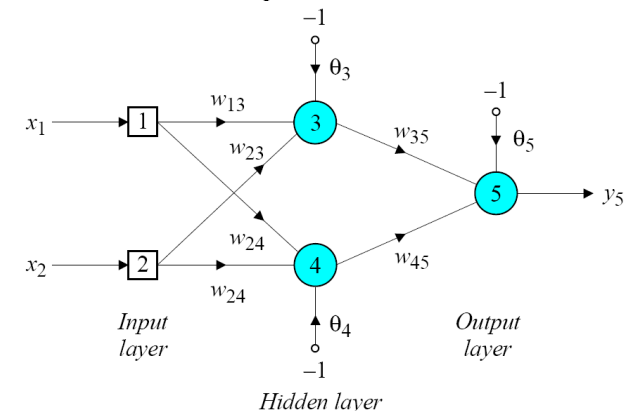 −1
θ3
x1
1
w13
3
w23
w35
−1
θ5
5
y5
w24
x2
2
w24
4
w45
θ4
−1
Input
layer
Output
layer
Hidden layer